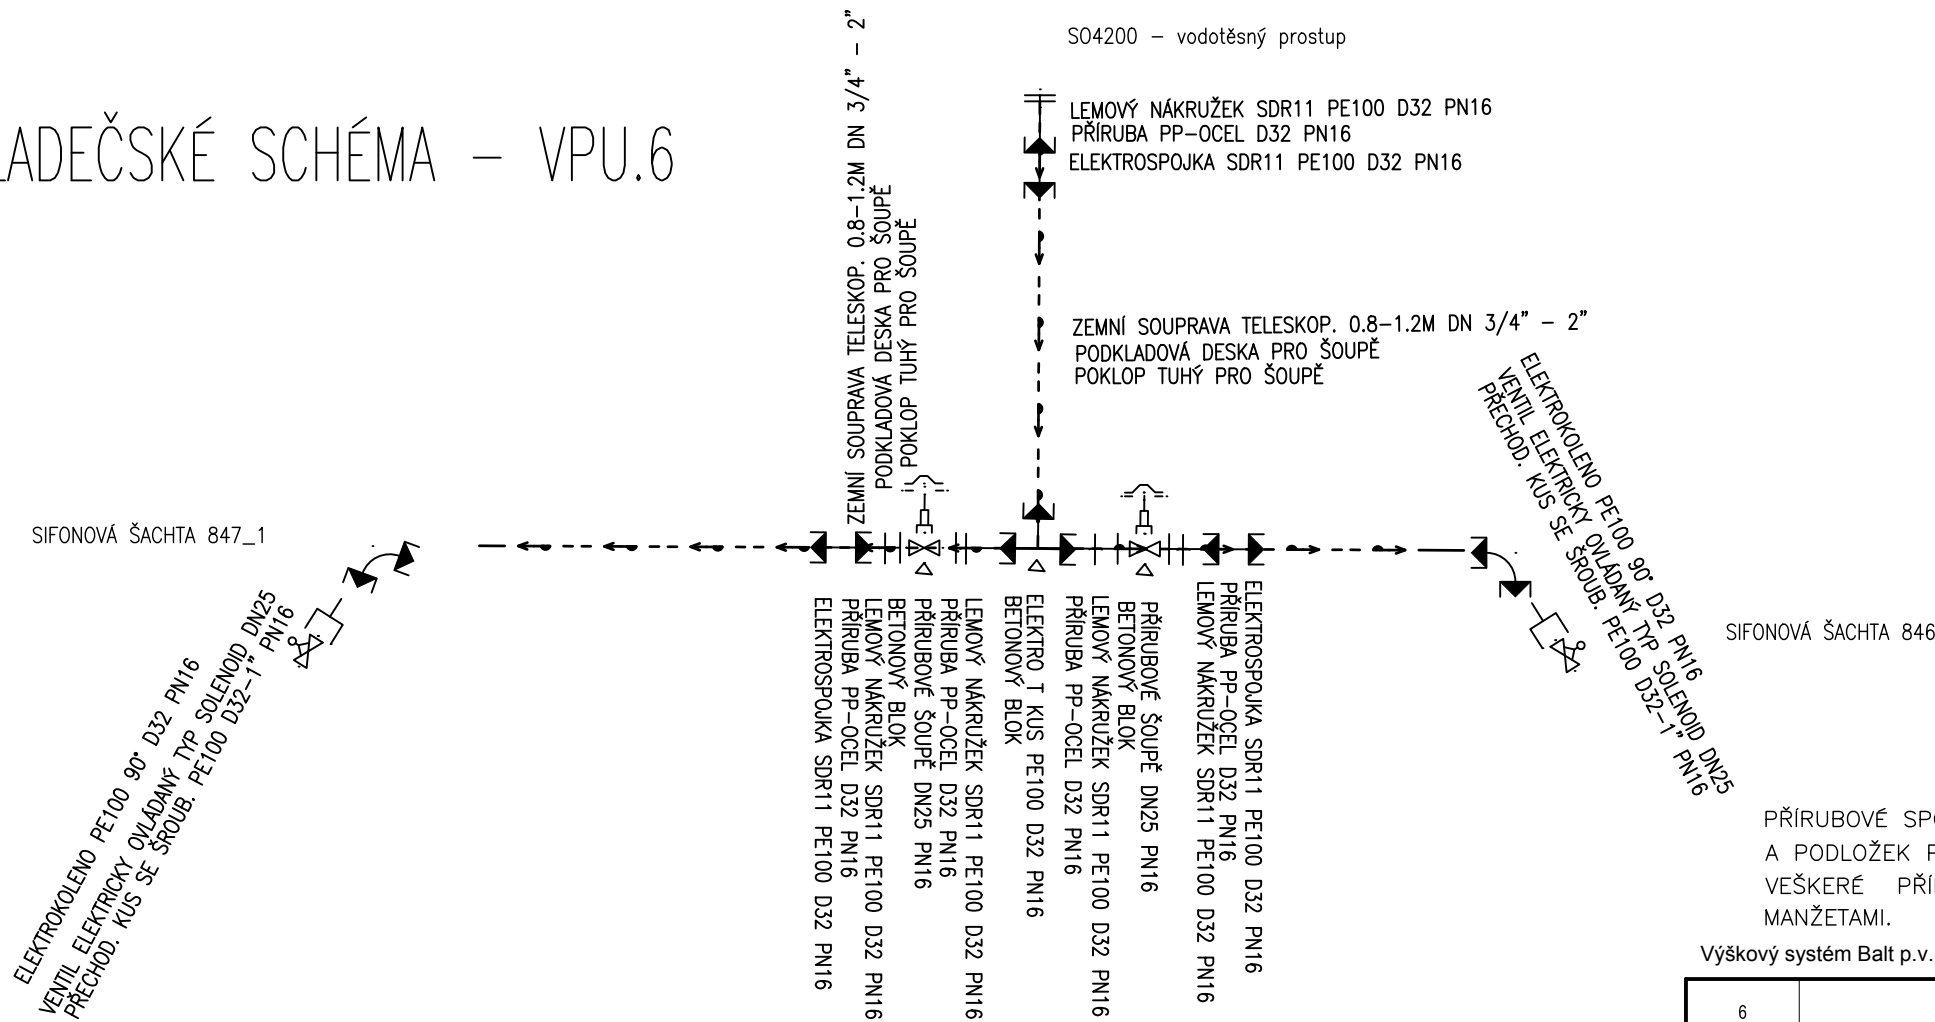 SO4200 – vodotěsný prostup
LADEČSKÉ SCHÉMA – VPU.6
LEMOVÝ NÁKRUŽEK SDR11 PE100 D32 PN16
PŘÍRUBA PP–OCEL D32 PN16
ELEKTROSPOJKA SDR11 PE100 D32 PN16
ZEMNÍ SOUPRAVA TELESKOP. 0.8–1.2M DN 3/4" – 2"
PODKLADOVÁ DESKA PRO ŠOUPĚ
POKLOP TUHÝ PRO ŠOUPĚ
ZEMNÍ SOUPRAVA TELESKOP. 0.8–1.2M DN 3/4" – 2"
PODKLADOVÁ DESKA PRO ŠOUPĚ
POKLOP TUHÝ PRO ŠOUPĚ
ELEKTROKOLENO PE100 90° D32 PN16
VENTIL ELEKTRICKY OVLÁDANÝ TYP SOLENOID DN25
PŘECHOD. KUS SE ŠROUB. PE100 D32–1" PN16
SIFONOVÁ ŠACHTA 847_1
SIFONOVÁ ŠACHTA 846
ELEKTROKOLENO PE100 90° D32 PN16
VENTIL ELEKTRICKY OVLÁDANÝ TYP SOLENOID DN25
PŘECHOD. KUS SE ŠROUB. PE100 D32–1" PN16
ELEKTROSPOJKA SDR11 PE100 D32 PN16
PŘÍRUBA PP–OCEL D32 PN16
LEMOVÝ NÁKRUŽEK SDR11 PE100 D32 PN16
BETONOVÝ BLOK
PŘÍRUBOVÉ ŠOUPĚ DN25 PN16
PŘÍRUBA PP–OCEL D32 PN16
LEMOVÝ NÁKRUŽEK SDR11 PE100 D32 PN16
BETONOVÝ BLOK
ELEKTRO T KUS PE100 D32 PN16
PŘÍRUBA PP–OCEL D32 PN16
LEMOVÝ NÁKRUŽEK SDR11 PE100 D32 PN16
BETONOVÝ BLOK
PŘÍRUBOVÉ ŠOUPĚ DN25 PN16
LEMOVÝ NÁKRUŽEK SDR11 PE100 D32 PN16
PŘÍRUBA PP–OCEL D32 PN16
ELEKTROSPOJKA SDR11 PE100 D32 PN16
PŘÍRUBOVÉ
A PODLOŽEK
VEŠKERÉ
MANŽETAMI.
Výškový systém Balt p.v.
6